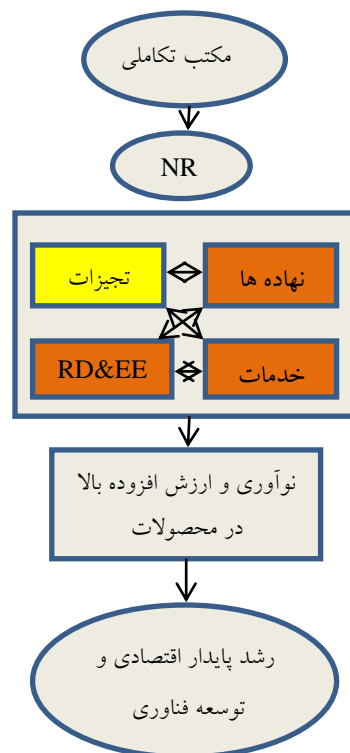 مکتب تکاملی
NR
نهاده ها
تجیزات
خدمات
RD&EE
نوآوری و ارزش افزوده بالا
در محصولات
رشد پایدار اقتصادی و
توسعه فناوری